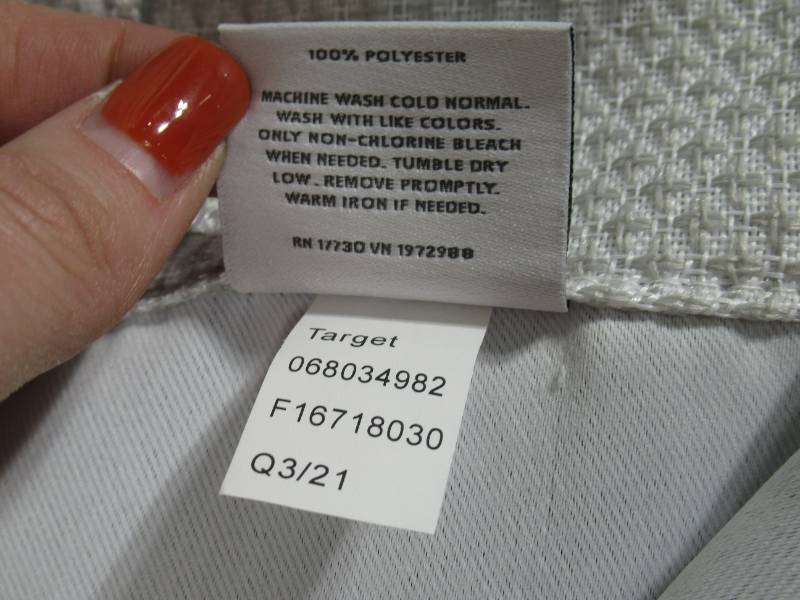 100% POLYESTER
MACHINE WASH COLD NORMAL.
WASH WITH LIKE COLORS.
ONLY NON-CHLORINE BLEACH
WHEN NEEDED. TUMBLE DRY
LOW. REMOVE PROMPTLY.
WARM IRON IF NEEDED.
RN 17730 VN 1972988
Target
068034982
F16718030
Q3/21